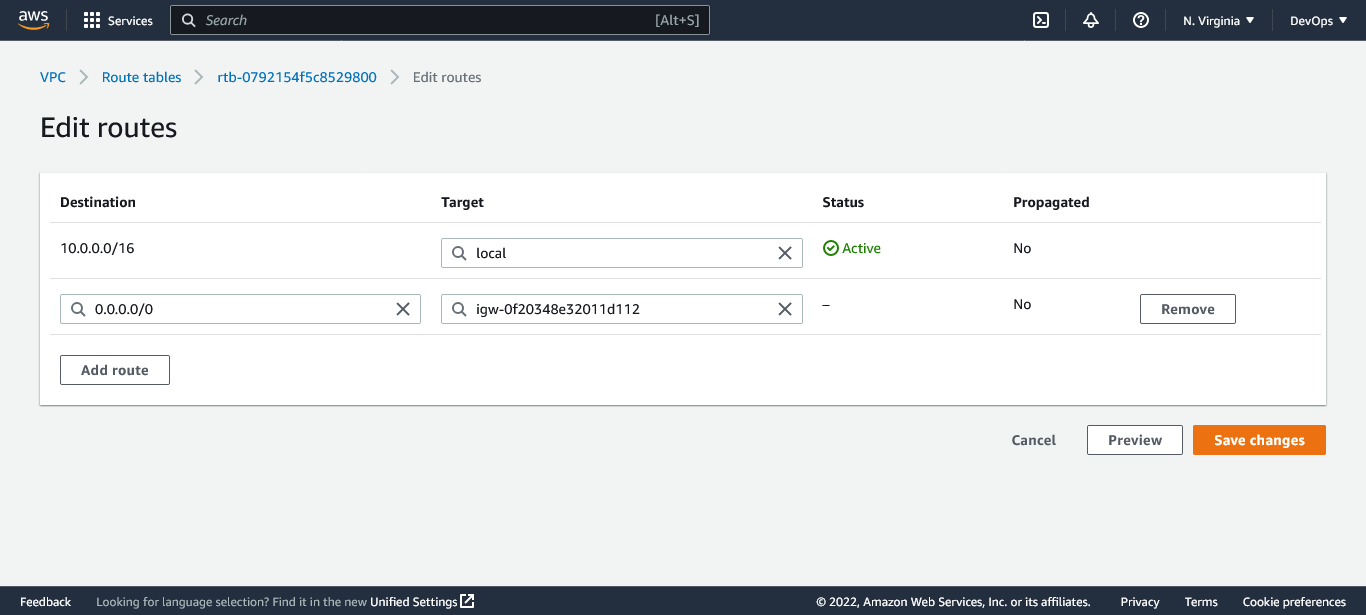 aws Services Search [Alt+S] N. Virginia DevOps
VPC Route tables rtb-0792154f5c8529800 Edit routes
Edit routes
Destination Target Status Propagated
10.0.0.0/16 local Active No
0.0.0.0/0 igw-0f20348e32011d112 – No Remove
Add route
Cancel Preview Save changes
Feedback Looking for language selection? Find it in the new Unified Settings © 2022, Amazon Web Services, Inc. or its affiliates. Privacy Terms Cookie preferences